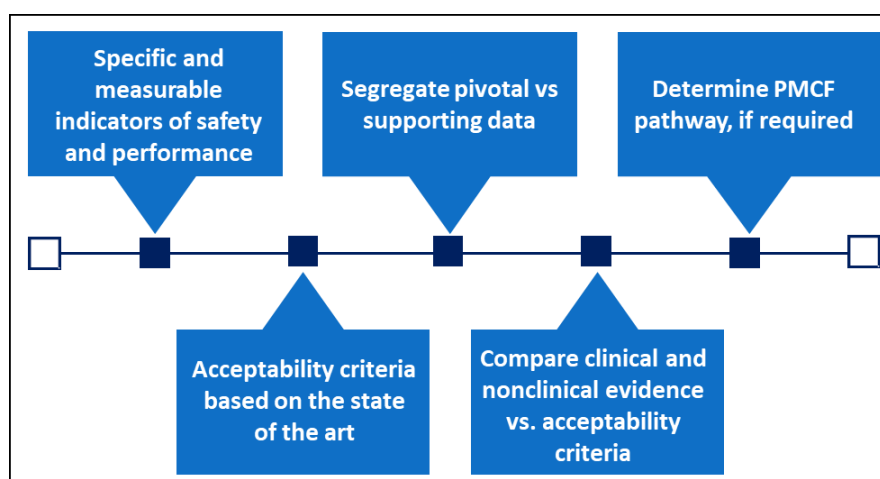 Specific and
measurable
indicators of safety
and performance
Segregate pivotal vs
supporting data
Determine PMCF
pathway, if required
Acceptability criteria
based on the state
of the art
Compare clinical and
nonclinical evidence
vs. acceptability
criteria